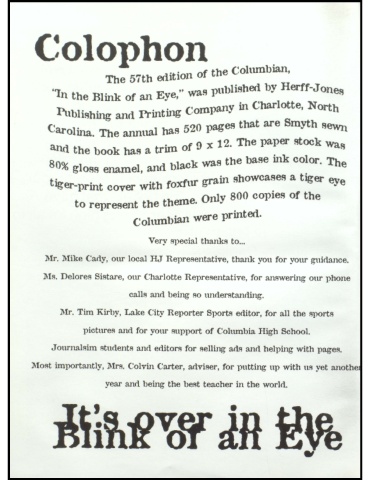 Colophon
The 57th edition of the Columbian,
"In the Blink of an Eye," was published by Herff-Jones
Publishing and Printing Company in Charlotte, North
Carolina. The annual has 520 pages that are Smyth sewn
and the book has a trim of 9 x 12. The paper stock was
80% gloss enamel, and black was the base ink color. The
tiger-print cover with foxfur grain showcases a tiger eye
to represent the theme. Only 800 copies of the
Columbian were printed.
Very special thanks to...
Mr. Mike Cady, our local HJ Representative, thank you for your guidance.
Ms. Delores Sistare, our Charlotte Representative, for answering our phone
calls and being so understanding.
Mr. Tim Kirby, Lake City Reporter Sports editor, for all the sports
pictures and for your support of Columbia High School.
Journalsim students and editors for selling ads and helping with pages.
Most importantly, Mrs. Colvin Carter, adviser, for putting up with us yet another
year and being the best teacher in the world.
It's over in the
Blink of an Eye